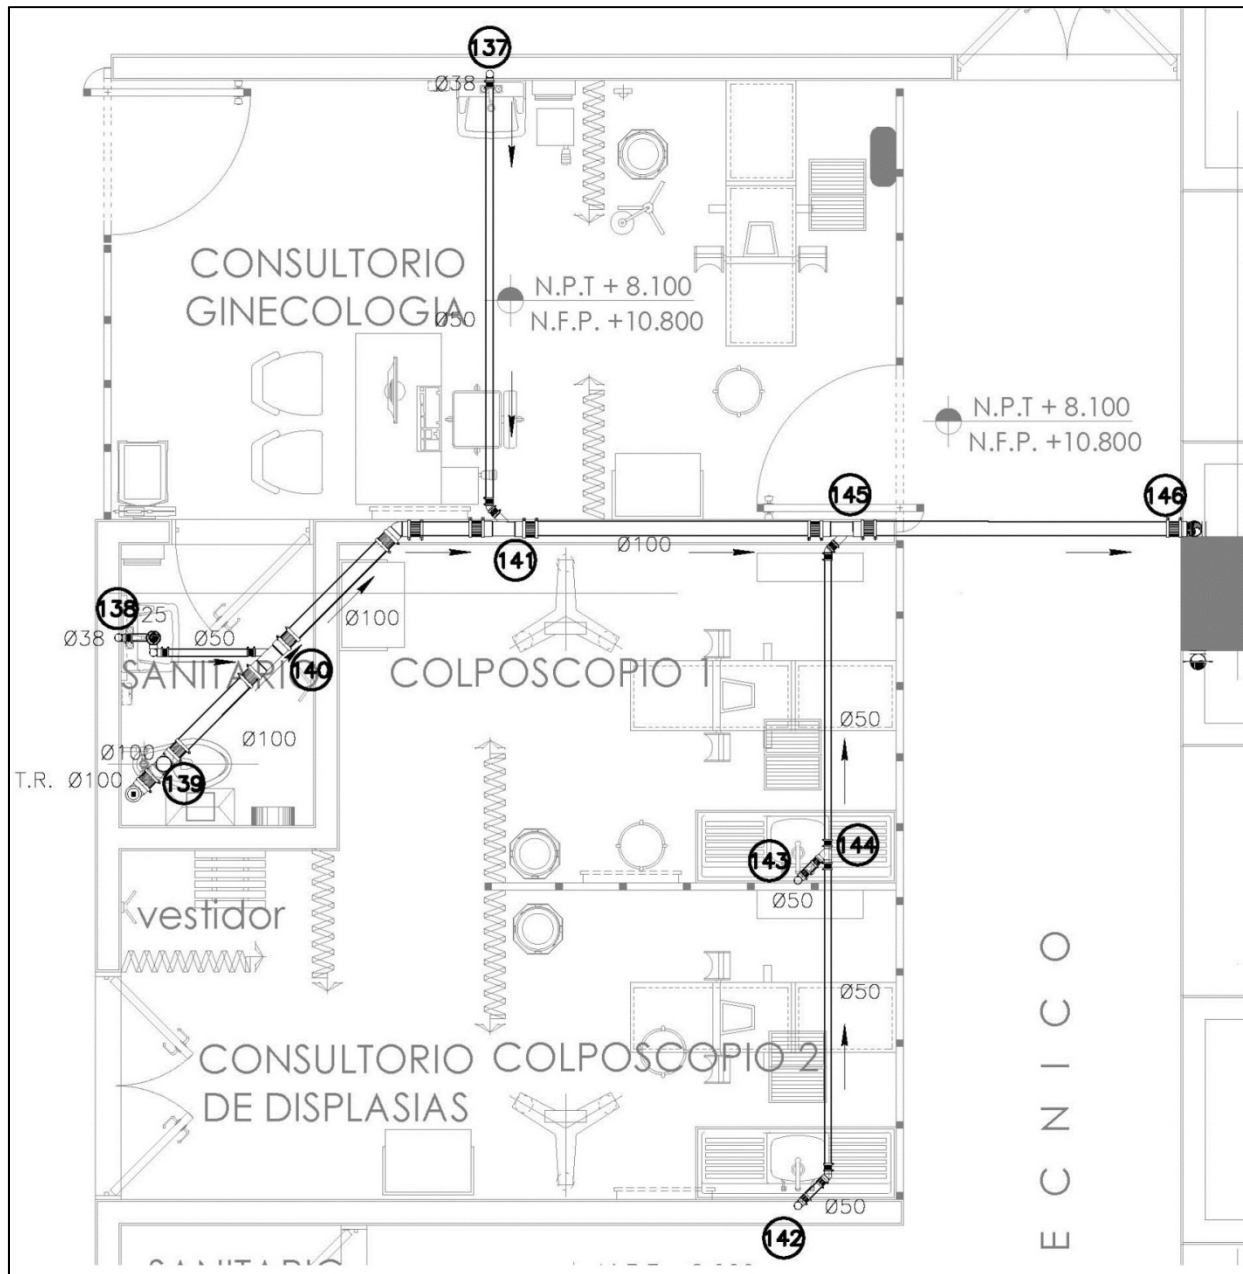 137
Ø38
CONSULTORIO
GINECOLOGIA
N.P.T + 8.100
N.F.P. +10.800
Ø50
N.P.T + 8.100
N.F.P. +10.800
145
146
141
Ø100
138
25
Ø100
Ø38
Ø50
140
SANITARIO
COLPOSCOPIO 1
Ø50
Ø100
Ø100
T.R. Ø100
139
143
144
Ø50
vestidor
Ø50
CONSULTORIO
DE DISPLASIAS
COLPOSCOPIO 2
Ø50
142
ECNICO
SANITARIO